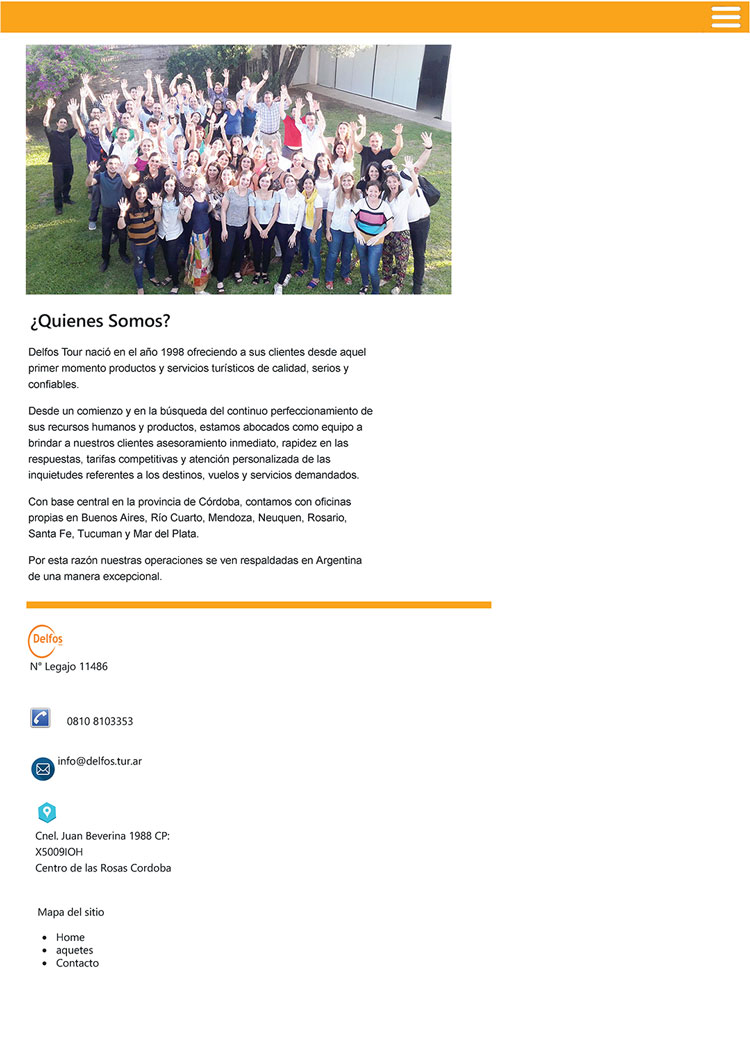 ¿Quienes Somos?
Delfos Tour nació en el año 1998 ofreciendo a sus clientes desde aquel
primer momento productos y servicios turísticos de calidad, serios y
confiables.
Desde un comienzo y en la búsqueda del continuo perfeccionamiento de
sus recursos humanos y productos, estamos abocados como equipo a
brindar a nuestros clientes asesoramiento inmediato, rapidez en las
respuestas, tarifas competitivas y atención personalizada de las
inquietudes referentes a los destinos, vuelos y servicios demandados.
Con base central en la provincia de Córdoba, contamos con oficinas
propias en Buenos Aires, Río Cuarto, Mendoza, Neuquen, Rosario,
Santa Fe, Tucuman y Mar del Plata.
Por esta razón nuestras operaciones se ven respaldadas en Argentina
de una manera excepcional.
Delfos
N° Legajo 11486
0810 8103353
info@delfos.tur.ar
Cnel. Juan Beverina 1988 CP:
X5009IOH
Centro de las Rosas Cordoba
Mapa del sitio
• Home
• aquetes
• Contacto